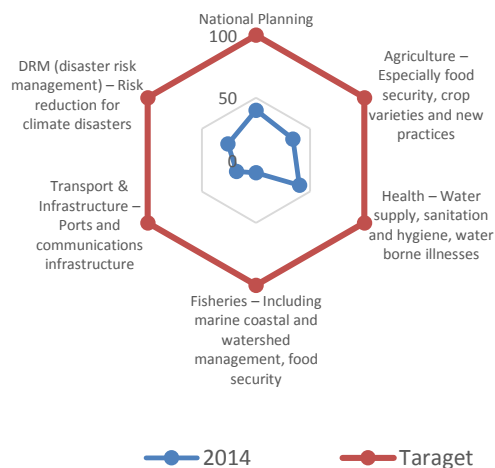 National Planning
100
50
0
Agriculture –
Especially food
security, crop
varieties and new
practices
Health – Water
supply, sanitation
and hygiene, water
borne illnesses
Fisheries – Including
marine coastal and
watershed
management, food
security
Transport &
Infrastructure –
Ports and
communications
infrastructure
DRM (disaster risk
management) – Risk
reduction for
climate disasters
2014
Taraget